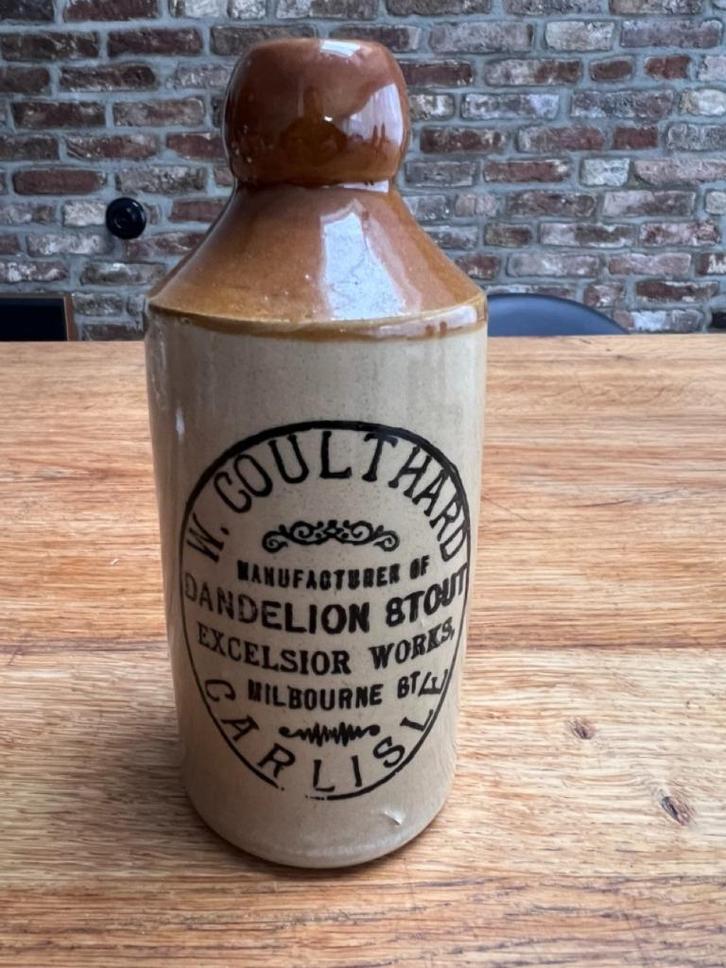 W. COULTHARD
MANUFACTURER OF
DANDELION STOUT
EXCELSIOR WORKS,
MILBOURNE ST
CARLISLE